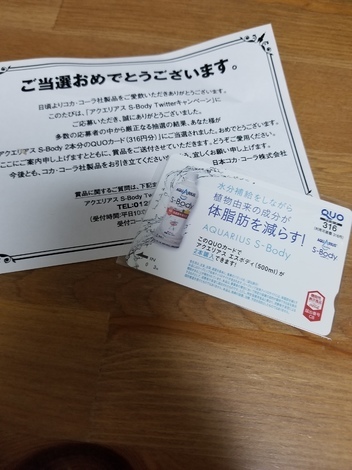 ご当選おめでとうございます。
日頃よりコカ・コーラ社製品をご愛飲いただきありがとうございます。
このたびは、「アクエリアス S-Body Twitterキャンペーン」に
ご応募いただき、誠にありがとうございました。
多数の応募者の中から厳正なる抽選の結果、あなた様が
「アクエリアス S-Body 2本分のQUOカード(316円分)」にご当選されました。おめでとうございます。
ここにご案内申し上げますとともに、賞品をご送付させていただきます。どうぞご愛用ください。
今後とも、コカ・コーラ社製品をお引き立てください
宜しくお願い申し上げます。
日本コカ・コーラ株式会社
賞品に関するご質問は、下記
アクエリアス S-Body Twitter
TEL:012
(受付時間:平日10:
水分補給をしながら
植物由来の成分が
体脂肪を減らす!
AQUARIUS S-Body
このQUOカードで
アクエリアス エスボディ(500ml)が
2本購入できます!
QUO
316
AQUARIUS
S-Body
AQUARIUS
S-Body